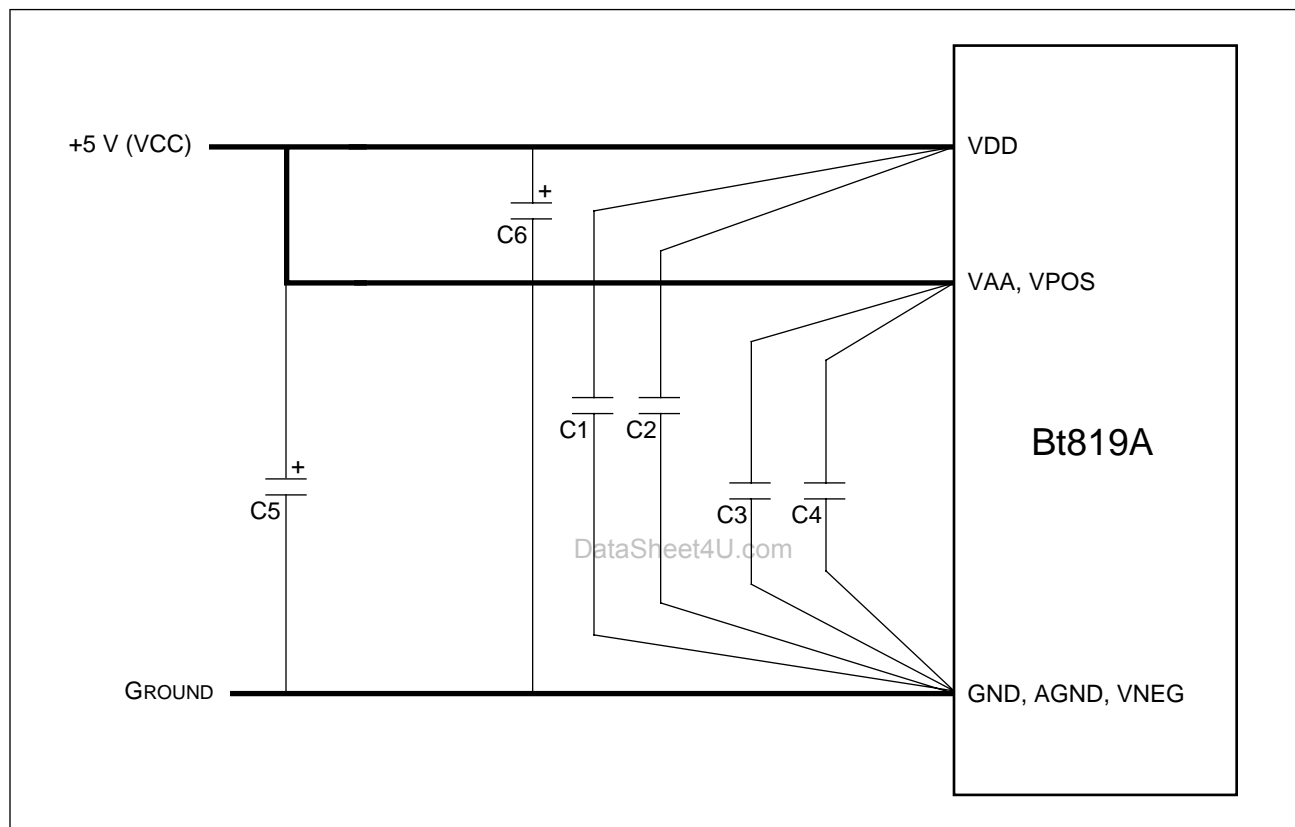 +5 V (VCC)
VDD
+
C6
VAA, VPOS
C1
C2
Bt819A
+
C5
C3
C4
DataSheet4U.com
GROUND
GND, AGND, VNEG